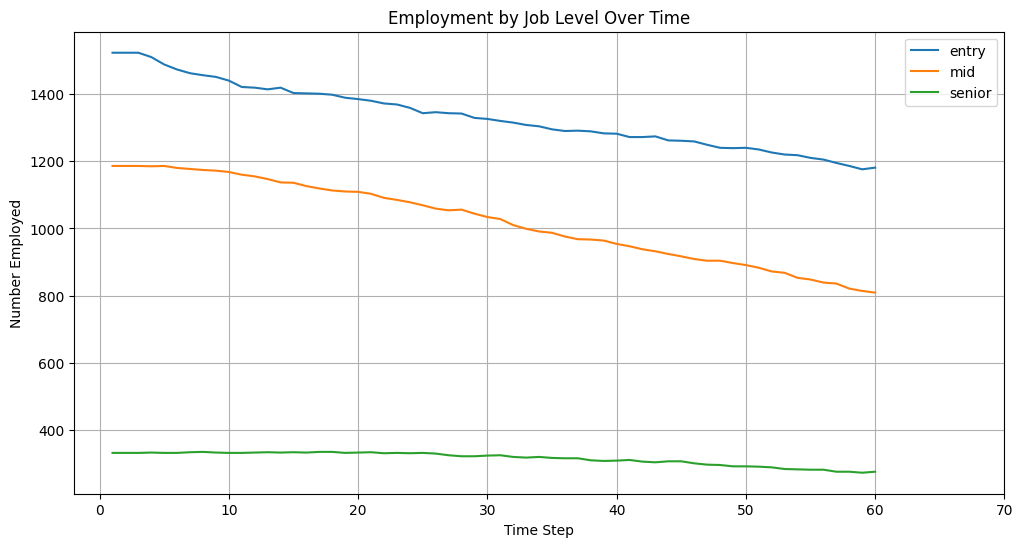 Employment by Job Level Over Time
entry
mid
senior
Number Employed
1400
1200
1000
800
600
400
0 10 20 30 40 50 60 70
Time Step